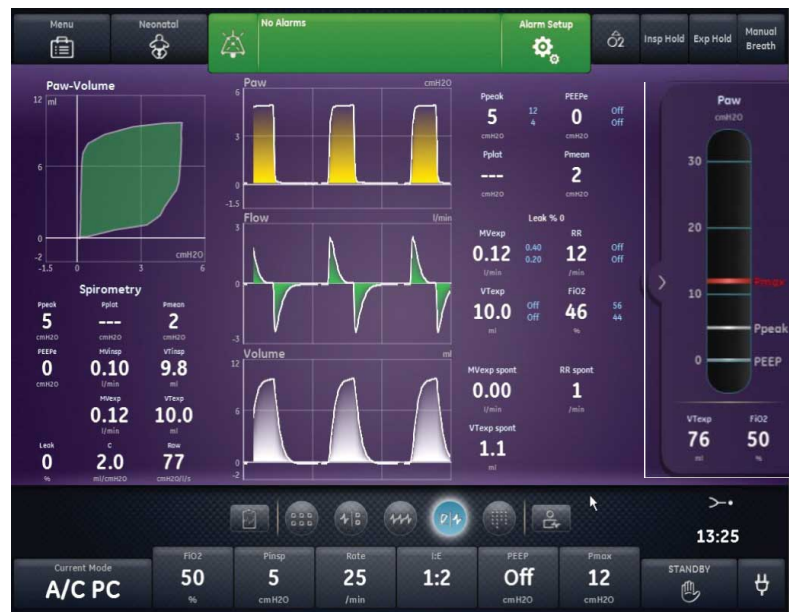 Menu
Neonatal
No Alarms
Alarm Setup
O2
Insp Hold
Exp Hold
Manual
Breath
Paw-Volume
12 ml
6
0
-2
-1.5 0 3 6
cmH2O
Spirometry
Ppeak Pplat Pmean
5 --- 2
cmH2O cmH2O cmH2O
PEEPe MVinsp VTinsp
0 0.10 9.8
cmH2O l/min ml
MVexp VTexp
0.12 10.0
l/min ml
Leak C Raw
0 2.0 77
% ml/cmH2O cmH2O/l/s
Paw cmH2O
6
3
0
-1.5
Flow l/min
3
0
-3
Volume ml
12
6
0
-2
Ppeak PEEPe
5 12 4 0 Off Off
cmH2O cmH2O
Pplat Pmean
--- 2
cmH2O cmH2O
Leak % 0
MVexp RR
0.12 0.40 0.20 12 Off Off
l/min /min
VTexp FiO2
10.0 Off Off 46 56 44
ml %
MVexp spont RR spont
0.00 1
l/min /min
VTexp spont
1.1
ml
Paw
cmH2O
30
20
10
0
Pmax
Ppeak
PEEP
VTexp FiO2
76 50
ml %
13:25
Current Mode
A/C PC
FiO2
50
%
Pinsp
5
cmH2O
Rate
25
/min
I:E
1:2
PEEP
Off
cmH2O
Pmax
12
cmH2O
STANDBY